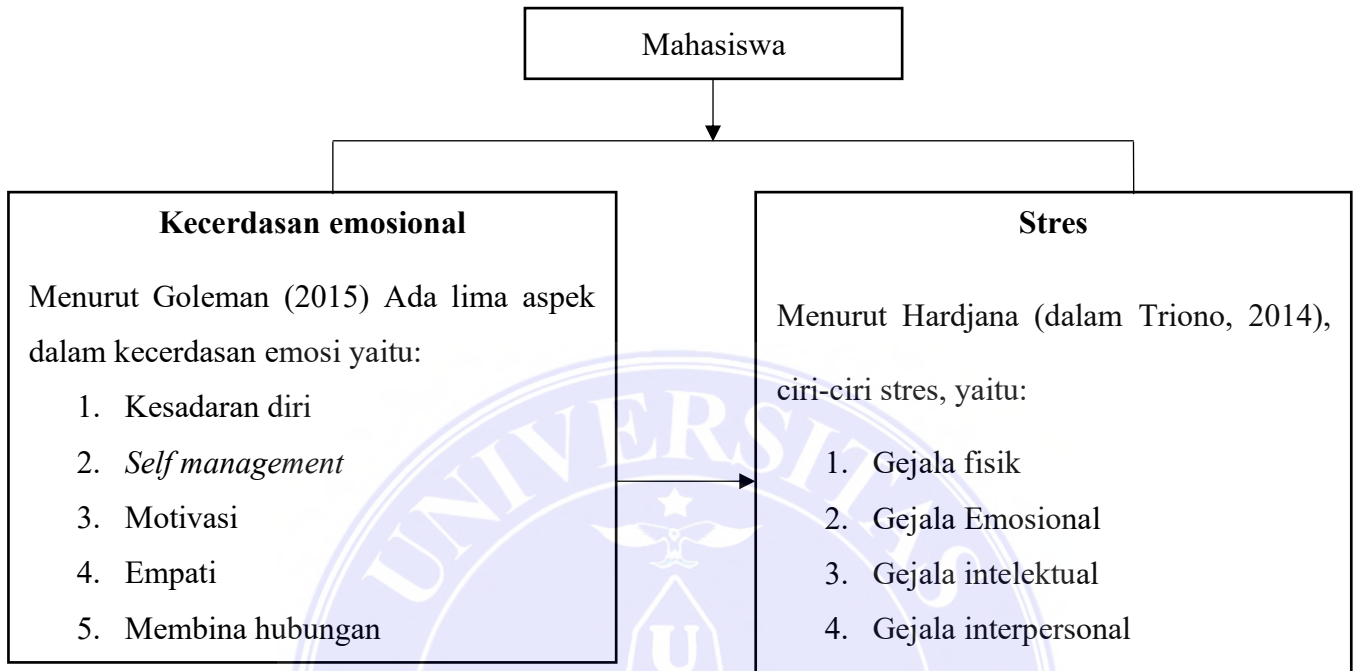 Mahasiswa
Kecerdasan emosional
Menurut Goleman (2015) Ada lima aspek
dalam kecerdasan emosi yaitu:
1. Kesadaran diri
2. Self management
3. Motivasi
4. Empati
5. Membina hubungan
Stres
Menurut Hardjana (dalam Triono, 2014),
ciri-ciri stres, yaitu:
1. Gejala fisik
2. Gejala Emosional
3. Gejala intelektual
4. Gejala interpersonal
UNIVERSITAS
U